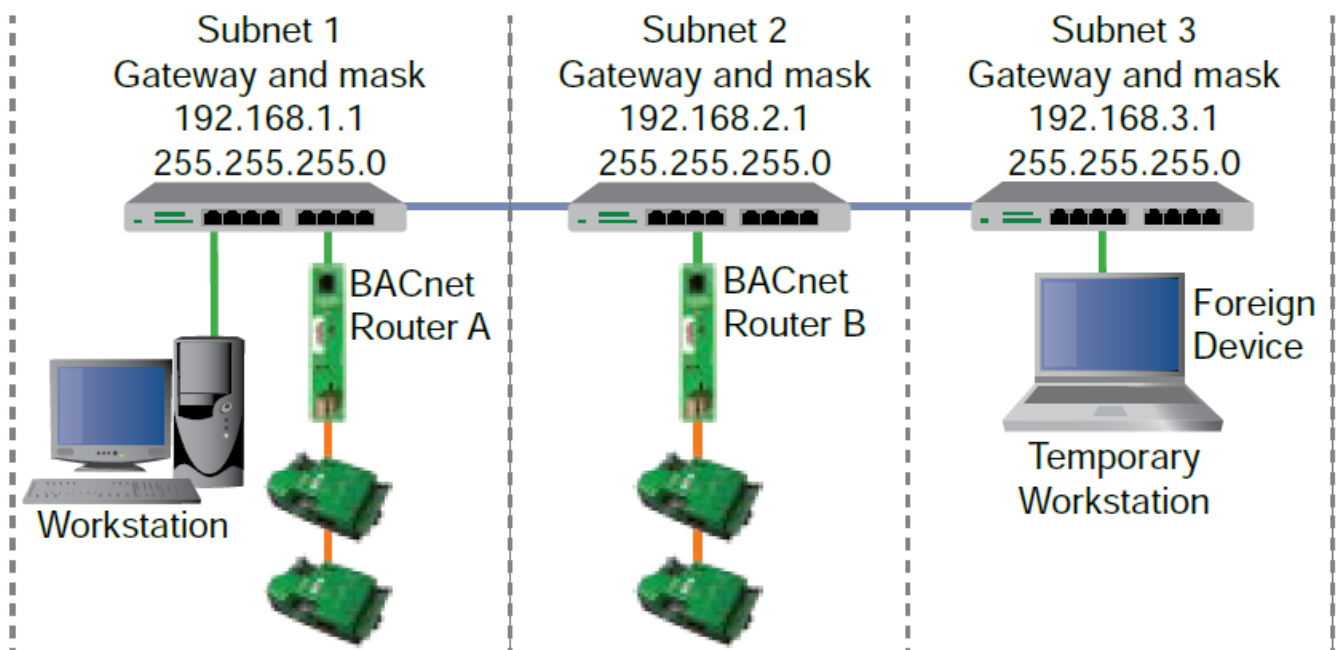 Subnet 1
Gateway and mask
192.168.1.1
255.255.255.0
Subnet 2
Gateway and mask
192.168.2.1
255.255.255.0
Subnet 3
Gateway and mask
192.168.3.1
255.255.255.0
BACnet
Router A
Workstation
BACnet
Router B
Foreign
Device
Temporary
Workstation